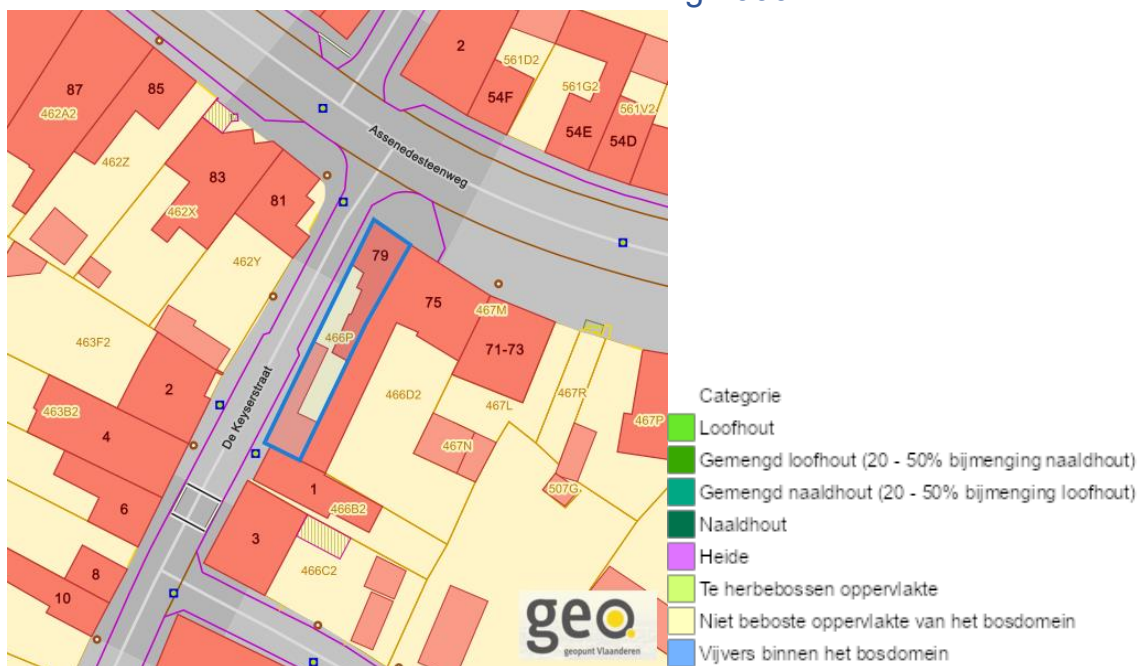 2
561D2
54F
561G2
561V2
54E
54D
87
85
462A2
462Z
83
81
462X
462Y
Assenedesteenweg
79
75
467M
71-73
466P
463F2
2
463B2
4
De Keyserstraat
466D2
467L
467R
467P
467N
507G
6
1
466B2
3
466C2
8
10
geo.
geopunt Vlaanderen
Categorie
Loofhout
Gemengd loofhout (20 - 50% bijmenging naaldhout)
Gemengd naaldhout (20 - 50% bijmenging loofhout)
Naaldhout
Heide
Te herbebossen oppervlakte
Niet beboste oppervlakte van het bosdomein
Vijvers binnen het bosdomein